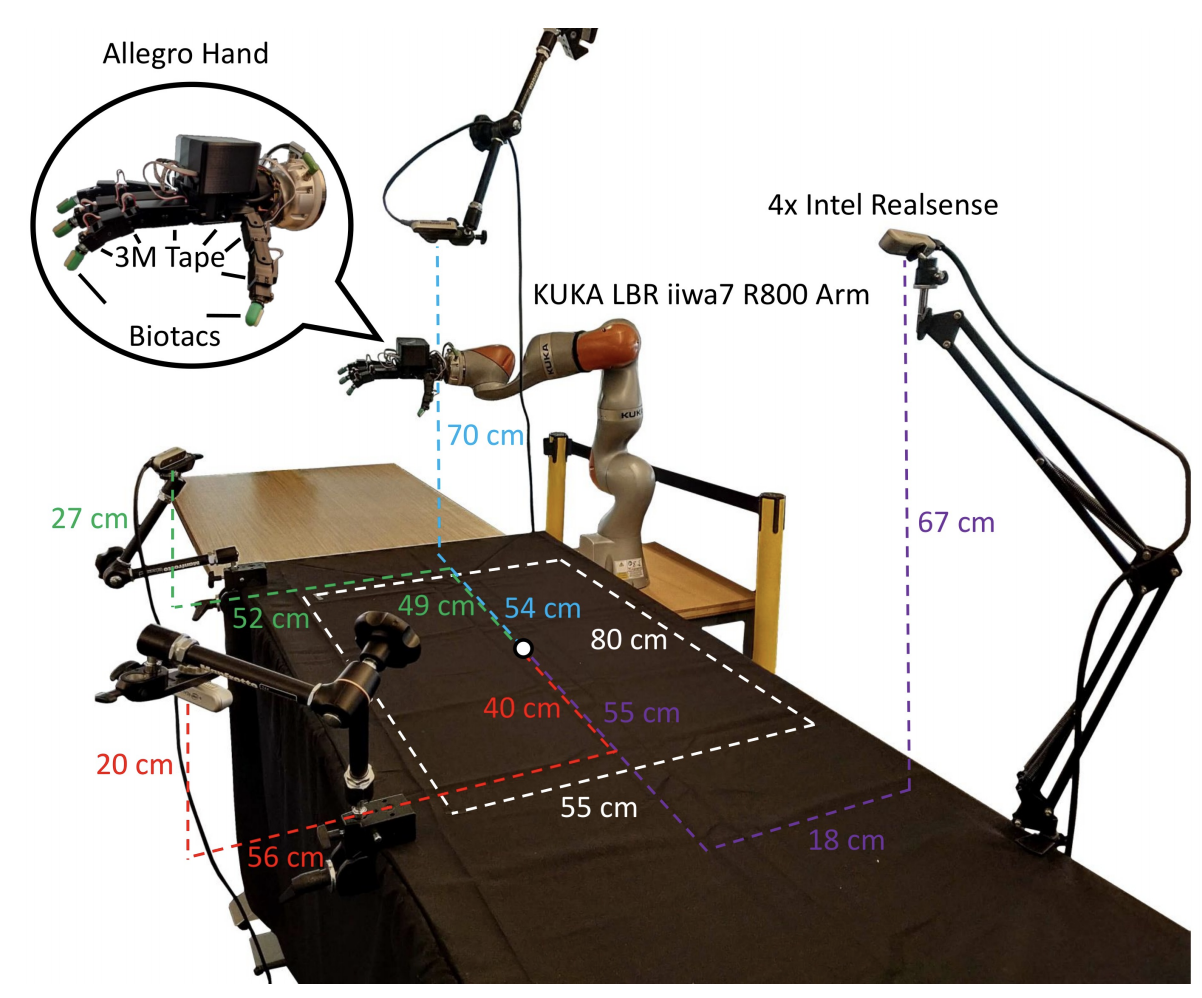 Allegro Hand
3M Tape
Biotacs
4x Intel Realsense
KUKA LBR iiwa7 R800 Arm
KUKA
KUKA
70 cm
27 cm
67 cm
52 cm
49 cm
54 cm
80 cm
40 cm
55 cm
20 cm
55 cm
56 cm
18 cm